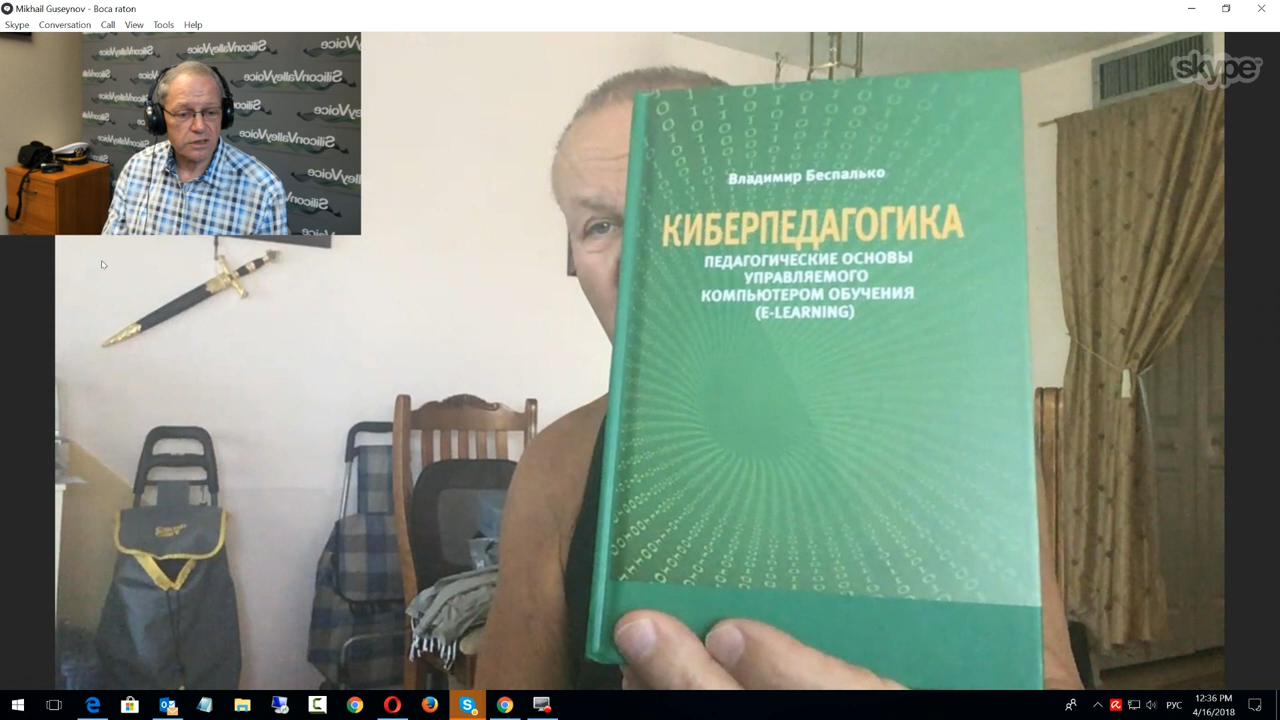 Mikhail Guseynov - Boca raton
Skype Conversation Call View Tools Help
SiliconValleyVoice
skype
Владимир Беспалько
КИБЕРПЕДАГОГИКА
ПЕДАГОГИЧЕСКИЕ ОСНОВЫ
УПРАВЛЯЕМОГО
КОМПЬЮТЕРОМ ОБУЧЕНИЯ
(E-LEARNING)
12:36 PM
РУС
4/16/2018